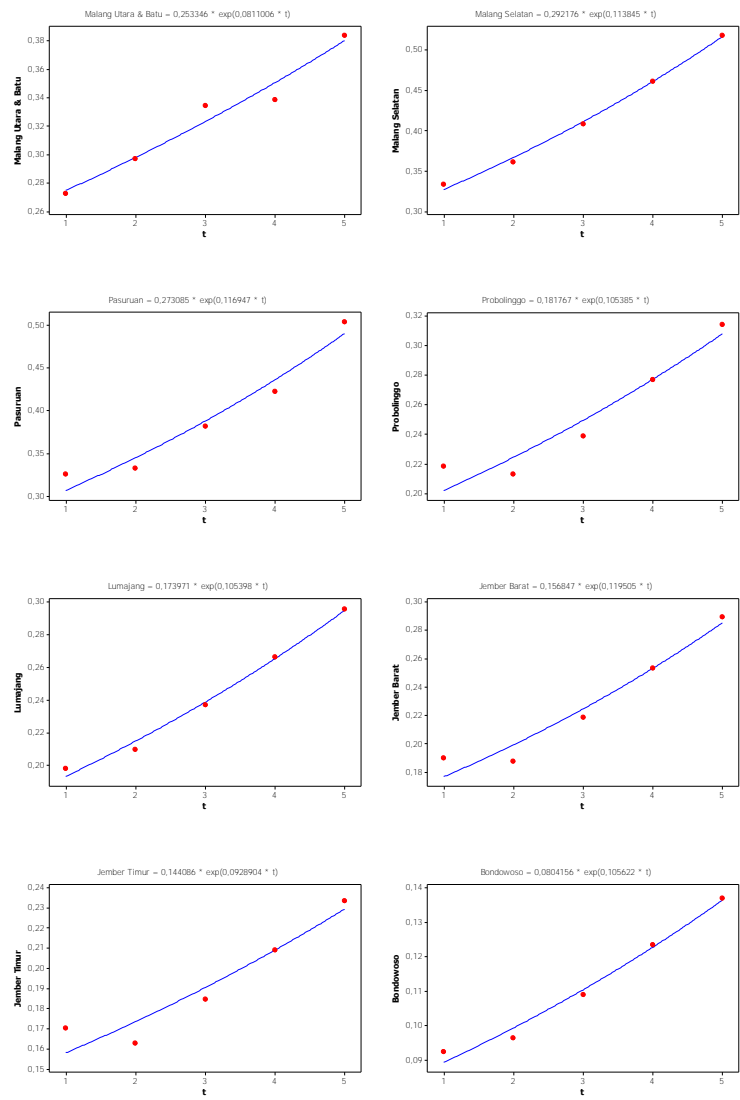 Malang Utara & Batu = 0,253346 * exp(0,0811006 * t)
0,38
0,36
0,34
0,32
0,30
0,28
0,26
Malang Utara & Batu
1 2 3 4 5
t
Malang Selatan = 0,292176 * exp(0,113845 * t)
0,50
0,45
0,40
0,35
0,30
Malang Selatan
1 2 3 4 5
t
Pasuruan = 0,273085 * exp(0,116947 * t)
0,50
0,45
0,40
0,35
0,30
Pasuruan
1 2 3 4 5
t
Probolinggo = 0,181767 * exp(0,105385 * t)
0,32
0,30
0,28
0,26
0,24
0,22
0,20
Probolinggo
1 2 3 4 5
t
Lumajang = 0,173971 * exp(0,105398 * t)
0,30
0,28
0,26
0,24
0,22
0,20
Lumajang
1 2 3 4 5
t
Jember Barat = 0,156847 * exp(0,119505 * t)
0,30
0,28
0,26
0,24
0,22
0,20
0,18
Jember Barat
1 2 3 4 5
t
Jember Timur = 0,144086 * exp(0,0928904 * t)
0,24
0,23
0,22
0,21
0,20
0,19
0,18
0,17
0,16
0,15
Jember Timur
1 2 3 4 5
t
Bondowoso = 0,0804156 * exp(0,105622 * t)
0,14
0,13
0,12
0,11
0,10
0,09
Bondowoso
1 2 3 4 5
t